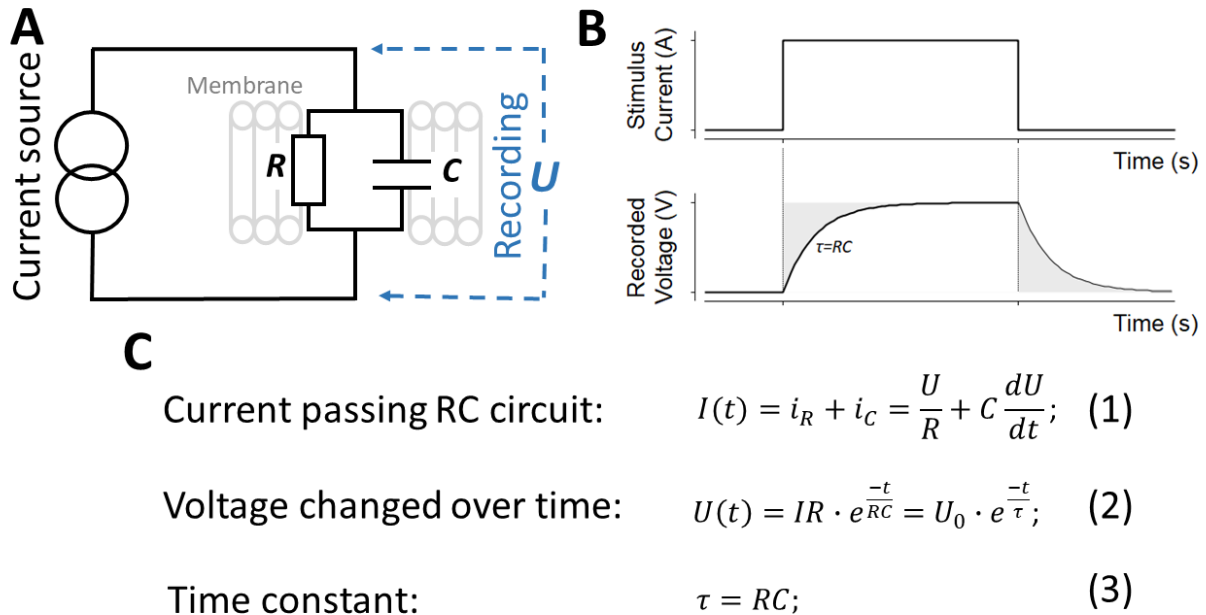 A
Current source
Membrane
R
C
Recording
U
B
Stimulus
Current (A)
Time (s)
Recorded
Voltage (V)
τ=RC
Time (s)
C
Current passing RC circuit: I(t) = i_R + i_C = U/R + C dU/dt; (1)
Voltage changed over time: U(t) = IR · e^(-t/RC) = U_0 · e^(-t/τ); (2)
Time constant: τ = RC; (3)